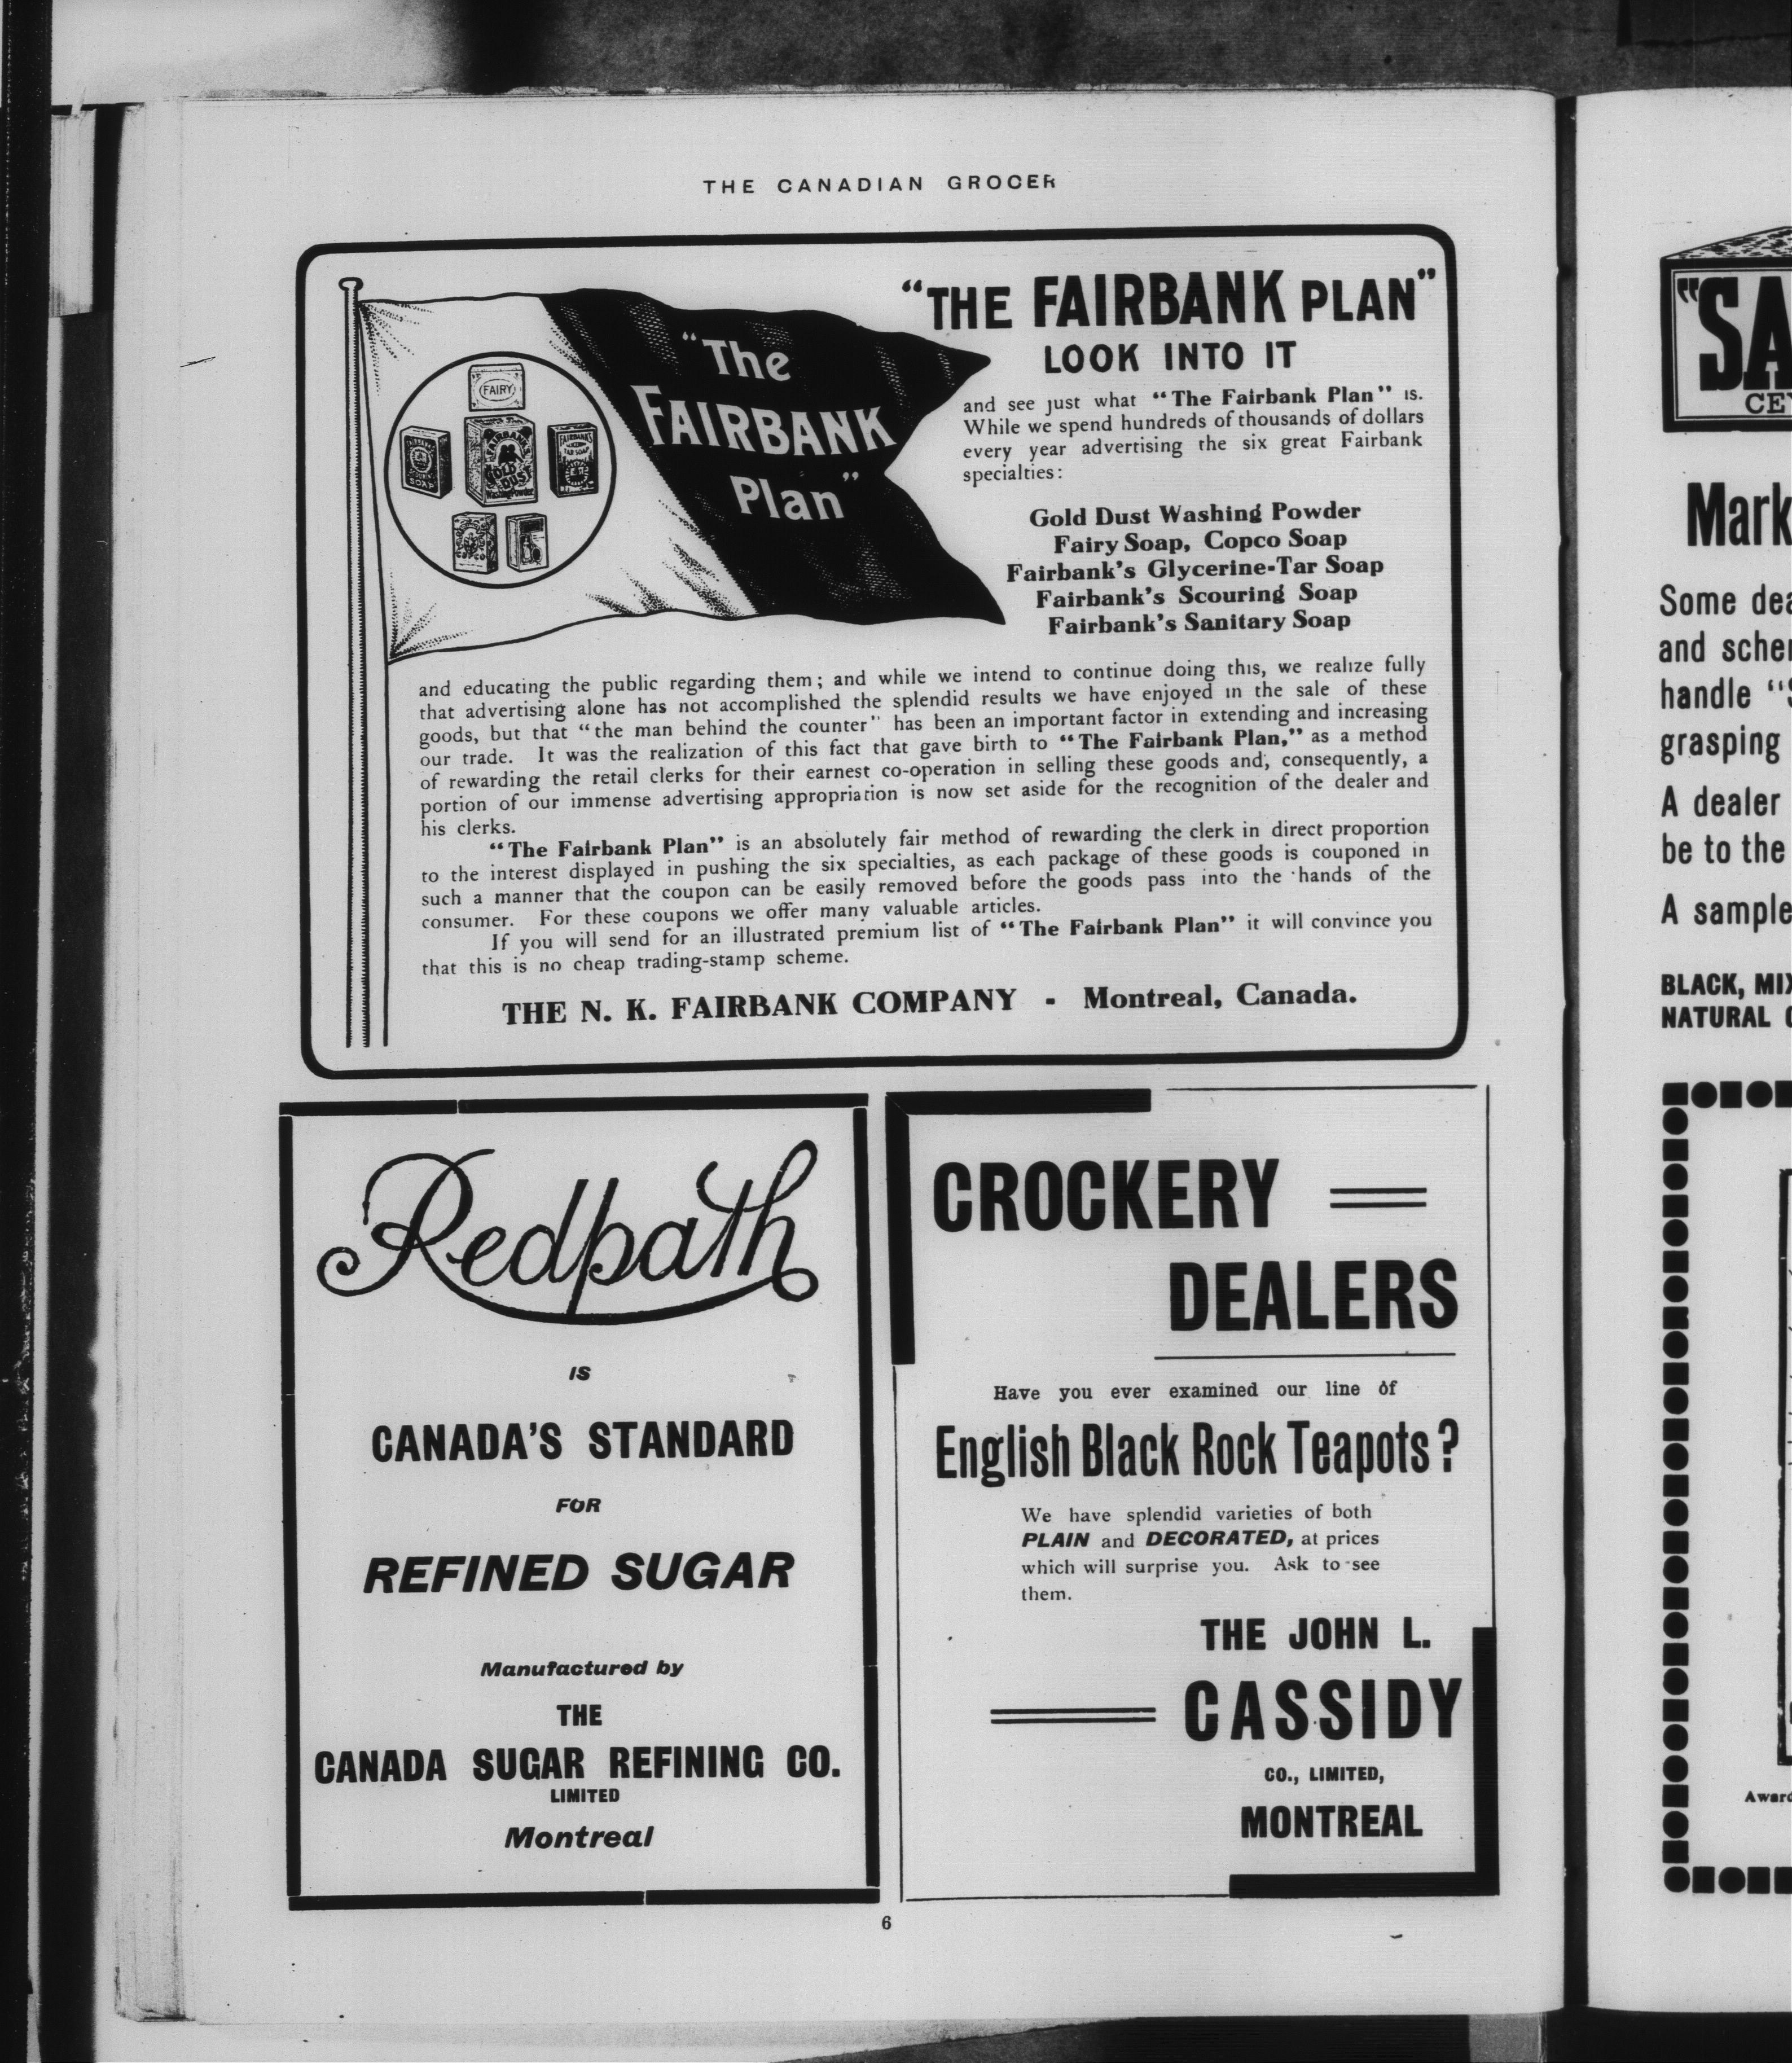 THE CANADIAN GROCER
"The
FAIRBANK
Plan"
FAIRY
SOAP
FAIRBANK'S
GOLD
DUST
Washing Powder
FAIRBANK'S
TAR SOAP
COPCO
"THE FAIRBANK PLAN"
LOOK INTO IT
and see just what "The Fairbank Plan" is.
While we spend hundreds of thousands of dollars
every year advertising the six great Fairbank
specialties:
Gold Dust Washing Powder
Fairy Soap, Copco Soap
Fairbank's Glycerine-Tar Soap
Fairbank's Scouring Soap
Fairbank's Sanitary Soap
and educating the public regarding them; and while we intend to continue doing this, we realize fully
that advertising alone has not accomplished the splendid results we have enjoyed in the sale of these
goods, but that "the man behind the counter" has been an important factor in extending and increasing
our trade. It was the realization of this fact that gave birth to "The Fairbank Plan," as a method
of rewarding the retail clerks for their earnest co-operation in selling these goods and, consequently, a
portion of our immense advertising appropriation is now set aside for the recognition of the dealer and
his clerks.
"The Fairbank Plan" is an absolutely fair method of rewarding the clerk in direct proportion
to the interest displayed in pushing the six specialties, as each package of these goods is couponed in
such a manner that the coupon can be easily removed before the goods pass into the hands of the
consumer. For these coupons we offer many valuable articles.
If you will send for an illustrated premium list of "The Fairbank Plan" it will convince you
that this is no cheap trading-stamp scheme.
THE N. K. FAIRBANK COMPANY - Montreal, Canada.
Redpath
IS
CANADA'S STANDARD
FOR
REFINED SUGAR
Manufactured by
THE
CANADA SUGAR REFINING CO.
LIMITED
Montreal
CROCKERY
DEALERS
Have you ever examined our line of
English Black Rock Teapots?
We have splendid varieties of both
PLAIN and DECORATED, at prices
which will surprise you. Ask to see
them.
THE JOHN L.
CASSIDY
CO., LIMITED,
MONTREAL
6
"SA
CEY
Mark
Some dea
and scher
handle "S
grasping
A dealer
be to the
A sample
BLACK, MIX
NATURAL
Award